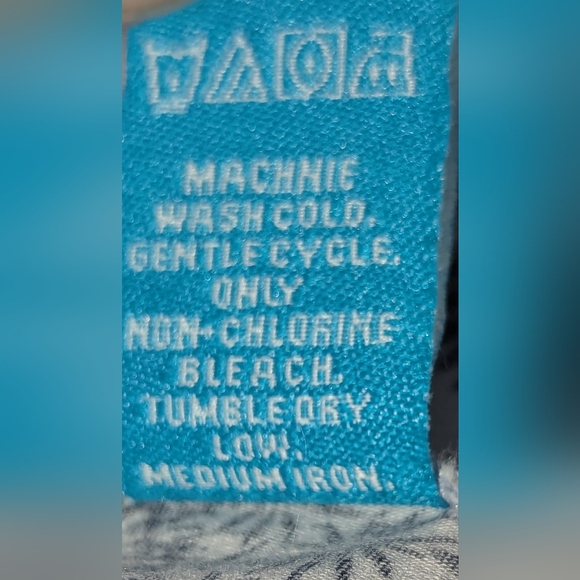 MACHNIE
WASH COLD.
GENTLE CYCLE.
ONLY
NON-CHLORINE
BLEACH.
TUMBLE DRY
LOW.
MEDIUM IRON.